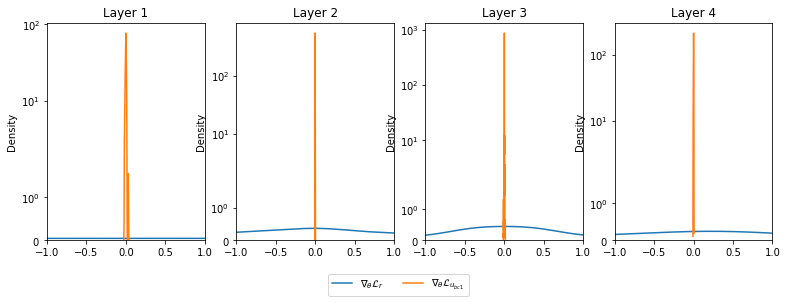 Layer 1 Layer 2 Layer 3 Layer 4
Density Density Density Density
10² 10¹ 10⁰ 0
10² 10¹ 10⁰ 0
10³ 10² 10¹ 10⁰ 0
10² 10¹ 10⁰ 0
−1.0 −0.5 0.0 0.5 1.0 −1.0 −0.5 0.0 0.5 1.0 −1.0 −0.5 0.0 0.5 1.0 −1.0 −0.5 0.0 0.5 1.0
∇θℒr ∇θℒu_bc1